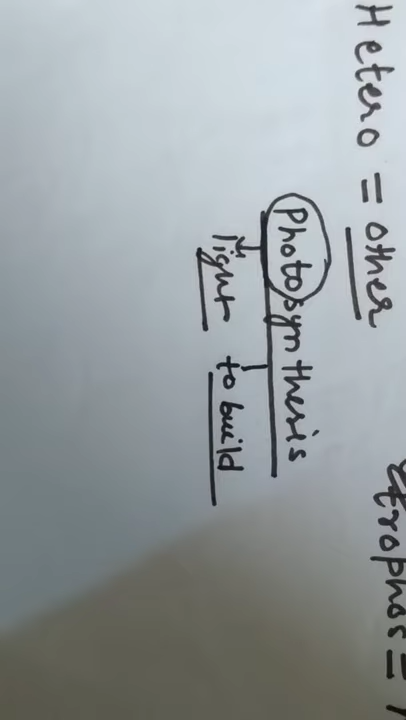 Hetero = other
trophos =
Photosynthesis
light to build